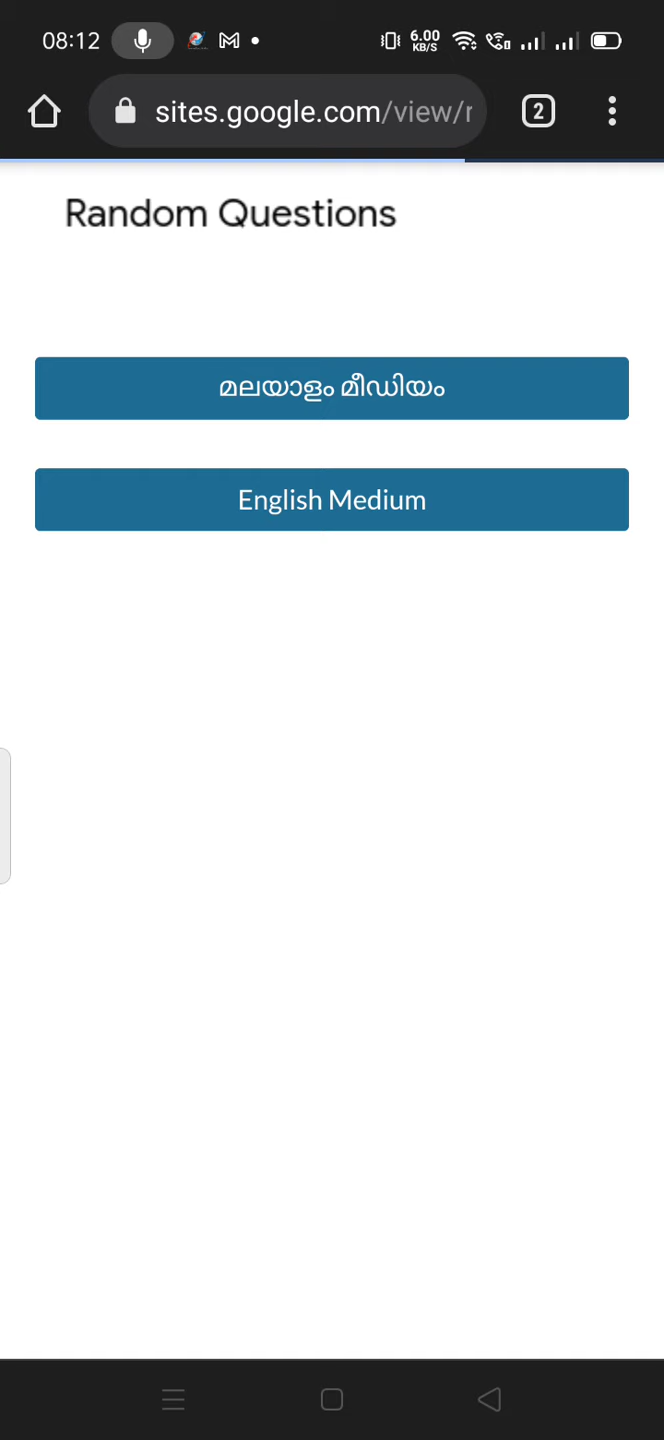 08:12 6.00 KB/S
sites.google.com/view/r 2
Random Questions
മലയാളം മീഡിയം
English Medium